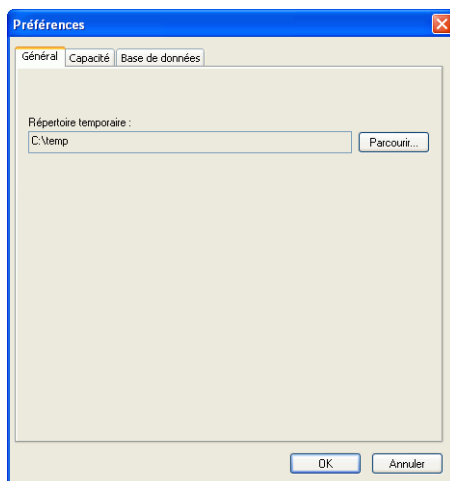 Préférences
Général Capacité Base de données
Répertoire temporaire :
C:\temp Parcourir...
OK Annuler